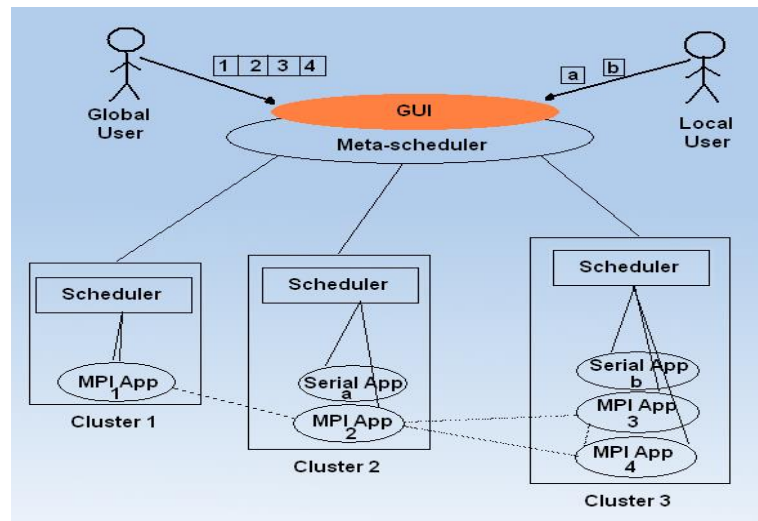 1 2 3 4
a b
Global
User
GUI
Meta-scheduler
Local
User
Scheduler
MPI App
1
Cluster 1
Scheduler
Serial App
a
MPI App
2
Cluster 2
Scheduler
Serial App
b
MPI App
3
MPI App
4
Cluster 3